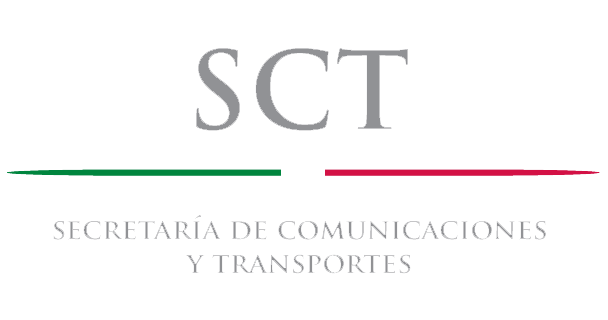 SCT
SECRETARÍA DE COMUNICACIONES
Y TRANSPORTES